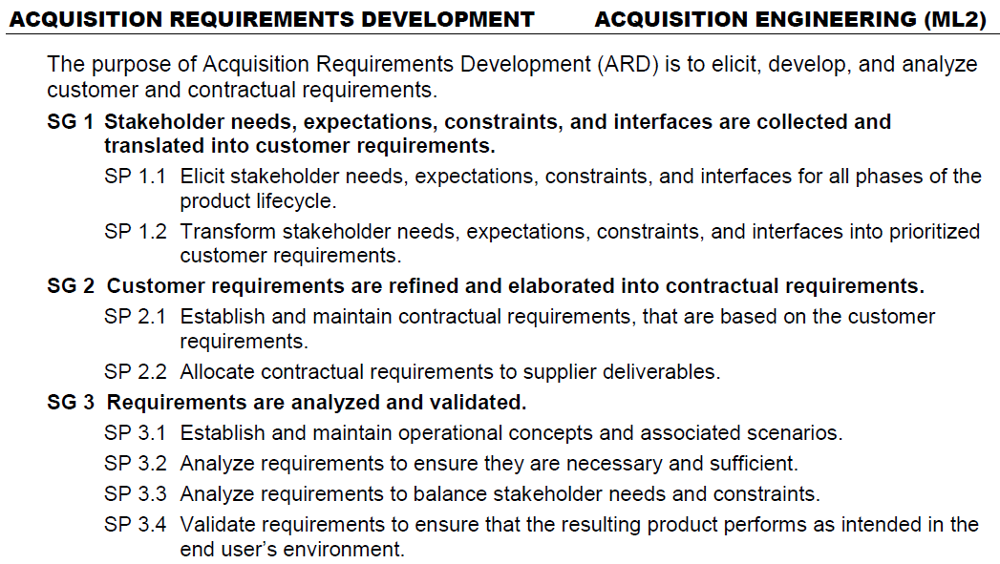 ACQUISITION REQUIREMENTS DEVELOPMENT ACQUISITION ENGINEERING (ML2)
The purpose of Acquisition Requirements Development (ARD) is to elicit, develop, and analyze
customer and contractual requirements.
SG 1 Stakeholder needs, expectations, constraints, and interfaces are collected and
translated into customer requirements.
SP 1.1 Elicit stakeholder needs, expectations, constraints, and interfaces for all phases of the
product lifecycle.
SP 1.2 Transform stakeholder needs, expectations, constraints, and interfaces into prioritized
customer requirements.
SG 2 Customer requirements are refined and elaborated into contractual requirements.
SP 2.1 Establish and maintain contractual requirements, that are based on the customer
requirements.
SP 2.2 Allocate contractual requirements to supplier deliverables.
SG 3 Requirements are analyzed and validated.
SP 3.1 Establish and maintain operational concepts and associated scenarios.
SP 3.2 Analyze requirements to ensure they are necessary and sufficient.
SP 3.3 Analyze requirements to balance stakeholder needs and constraints.
SP 3.4 Validate requirements to ensure that the resulting product performs as intended in the
end user's environment.